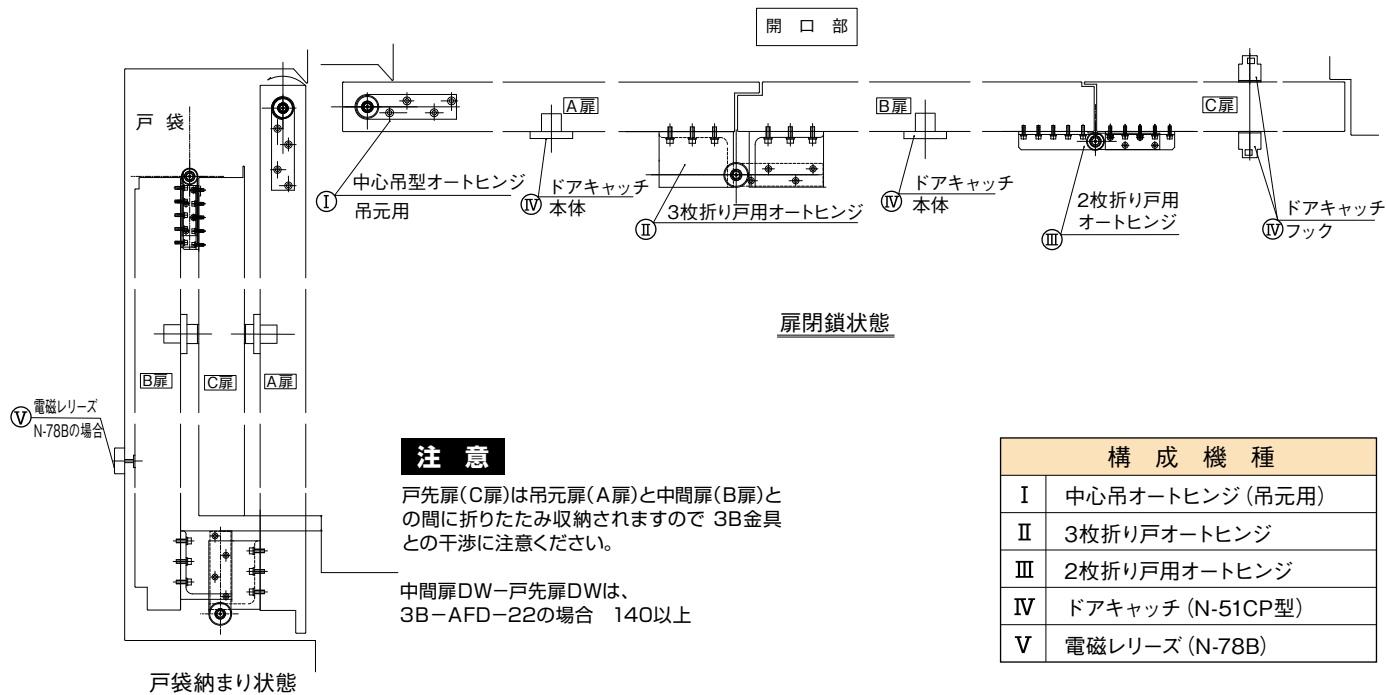 開 口 部
戸 袋
A扉
B扉
C扉
Ⅰ 中心吊型オートヒンジ
吊元用
Ⅳ ドアキャッチ
本体
Ⅱ 3枚折り戸用オートヒンジ
Ⅳ ドアキャッチ
本体
Ⅲ 2枚折り戸用
オートヒンジ
Ⅳ ドアキャッチ
フック
扉閉鎖状態
B扉
C扉
A扉
Ⅴ 電磁レリーズ
N-78Bの場合
戸袋納まり状態
注 意
戸先扉(C扉)は吊元扉(A扉)と中間扉(B扉)と
の間に折りたたみ収納されますので 3B金具
との干渉に注意ください。
中間扉DW−戸先扉DWは、
3B−AFD−22の場合 140以上
構 成 機 種
Ⅰ 中心吊オートヒンジ (吊元用)
Ⅱ 3枚折り戸オートヒンジ
Ⅲ 2枚折り戸用オートヒンジ
Ⅳ ドアキャッチ (N-51CP型)
Ⅴ 電磁レリーズ (N-78B)